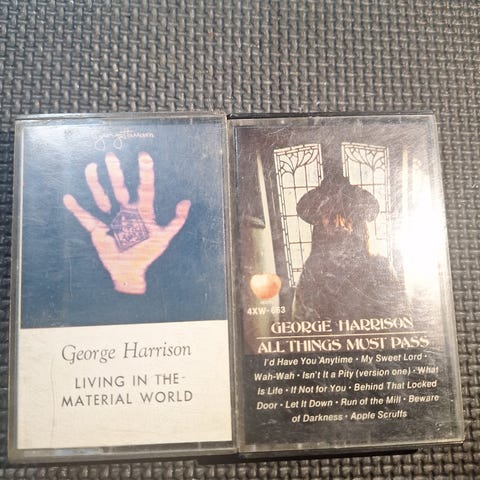 George Harrison
LIVING IN THE
MATERIAL WORLD
4XW-663
GEORGE HARRISON
ALL THINGS MUST PASS
I'd Have You Anytime • My Sweet Lord •
Wah-Wah • Isn't It a Pity (version one) • What
Is Life • If Not for You • Behind That Locked
Door • Let It Down • Run of the Mill • Beware
of Darkness • Apple Scruffs